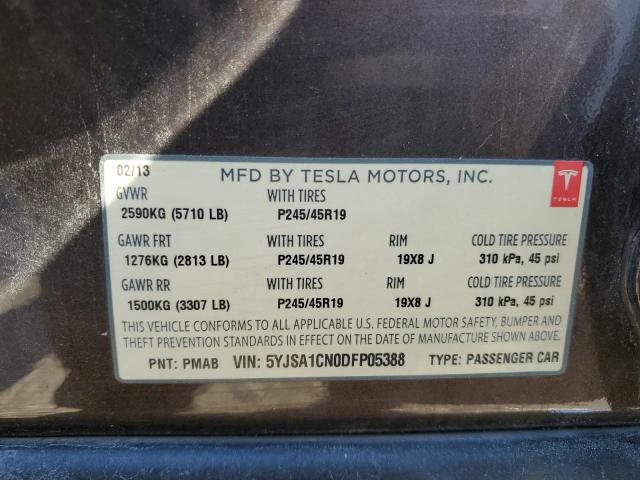 02/13 MFD BY TESLA MOTORS, INC.
GVWR WITH TIRES
2590KG (5710 LB) P245/45R19
TESLA
GAWR FRT WITH TIRES RIM COLD TIRE PRESSURE
1276KG (2813 LB) P245/45R19 19X8 J 310 kPa, 45 psi
GAWR RR WITH TIRES RIM COLD TIRE PRESSURE
1500KG (3307 LB) P245/45R19 19X8 J 310 kPa, 45 psi
THIS VEHICLE CONFORMS TO ALL APPLICABLE U.S. FEDERAL MOTOR SAFETY, BUMPER AND
THEFT PREVENTION STANDARDS IN EFFECT ON THE DATE OF MANUFACTURE SHOWN ABOVE.
PNT: PMAB VIN: 5YJSA1CN0DFP05388 TYPE: PASSENGER CAR